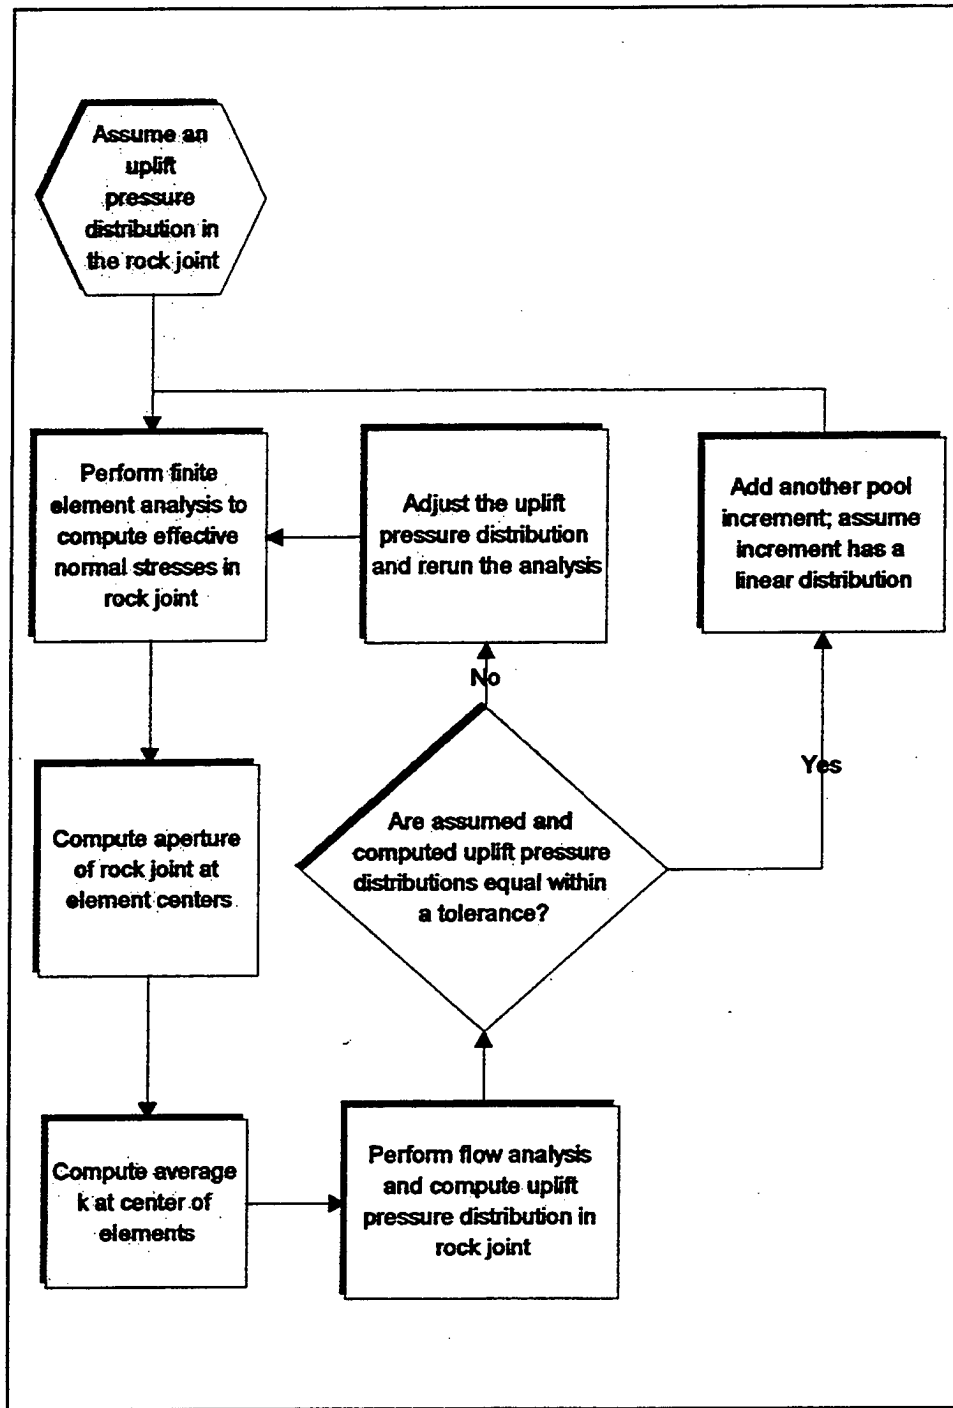 Assume an
uplift
pressure
distribution in
the rock joint
Perform finite
element analysis to
compute effective
normal stresses in
rock joint
Adjust the uplift
pressure distribution
and rerun the analysis
Add another pool
increment; assume
increment has a
linear distribution
No
Yes
Compute aperture
of rock joint at
element centers
Are assumed and
computed uplift pressure
distributions equal within
a tolerance?
Compute average
k at center of
elements
Perform flow analysis
and compute uplift
pressure distribution in
rock joint